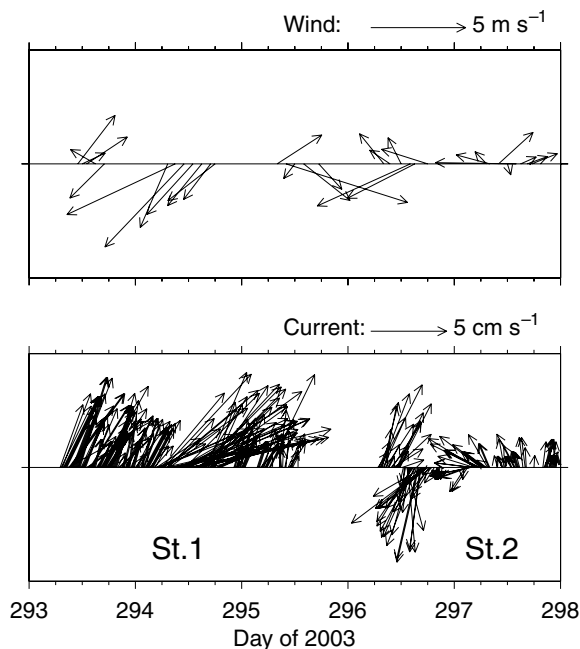 Wind: 5 m s⁻¹
Current: 5 cm s⁻¹
St.1 St.2
293 294 295 296 297 298
Day of 2003